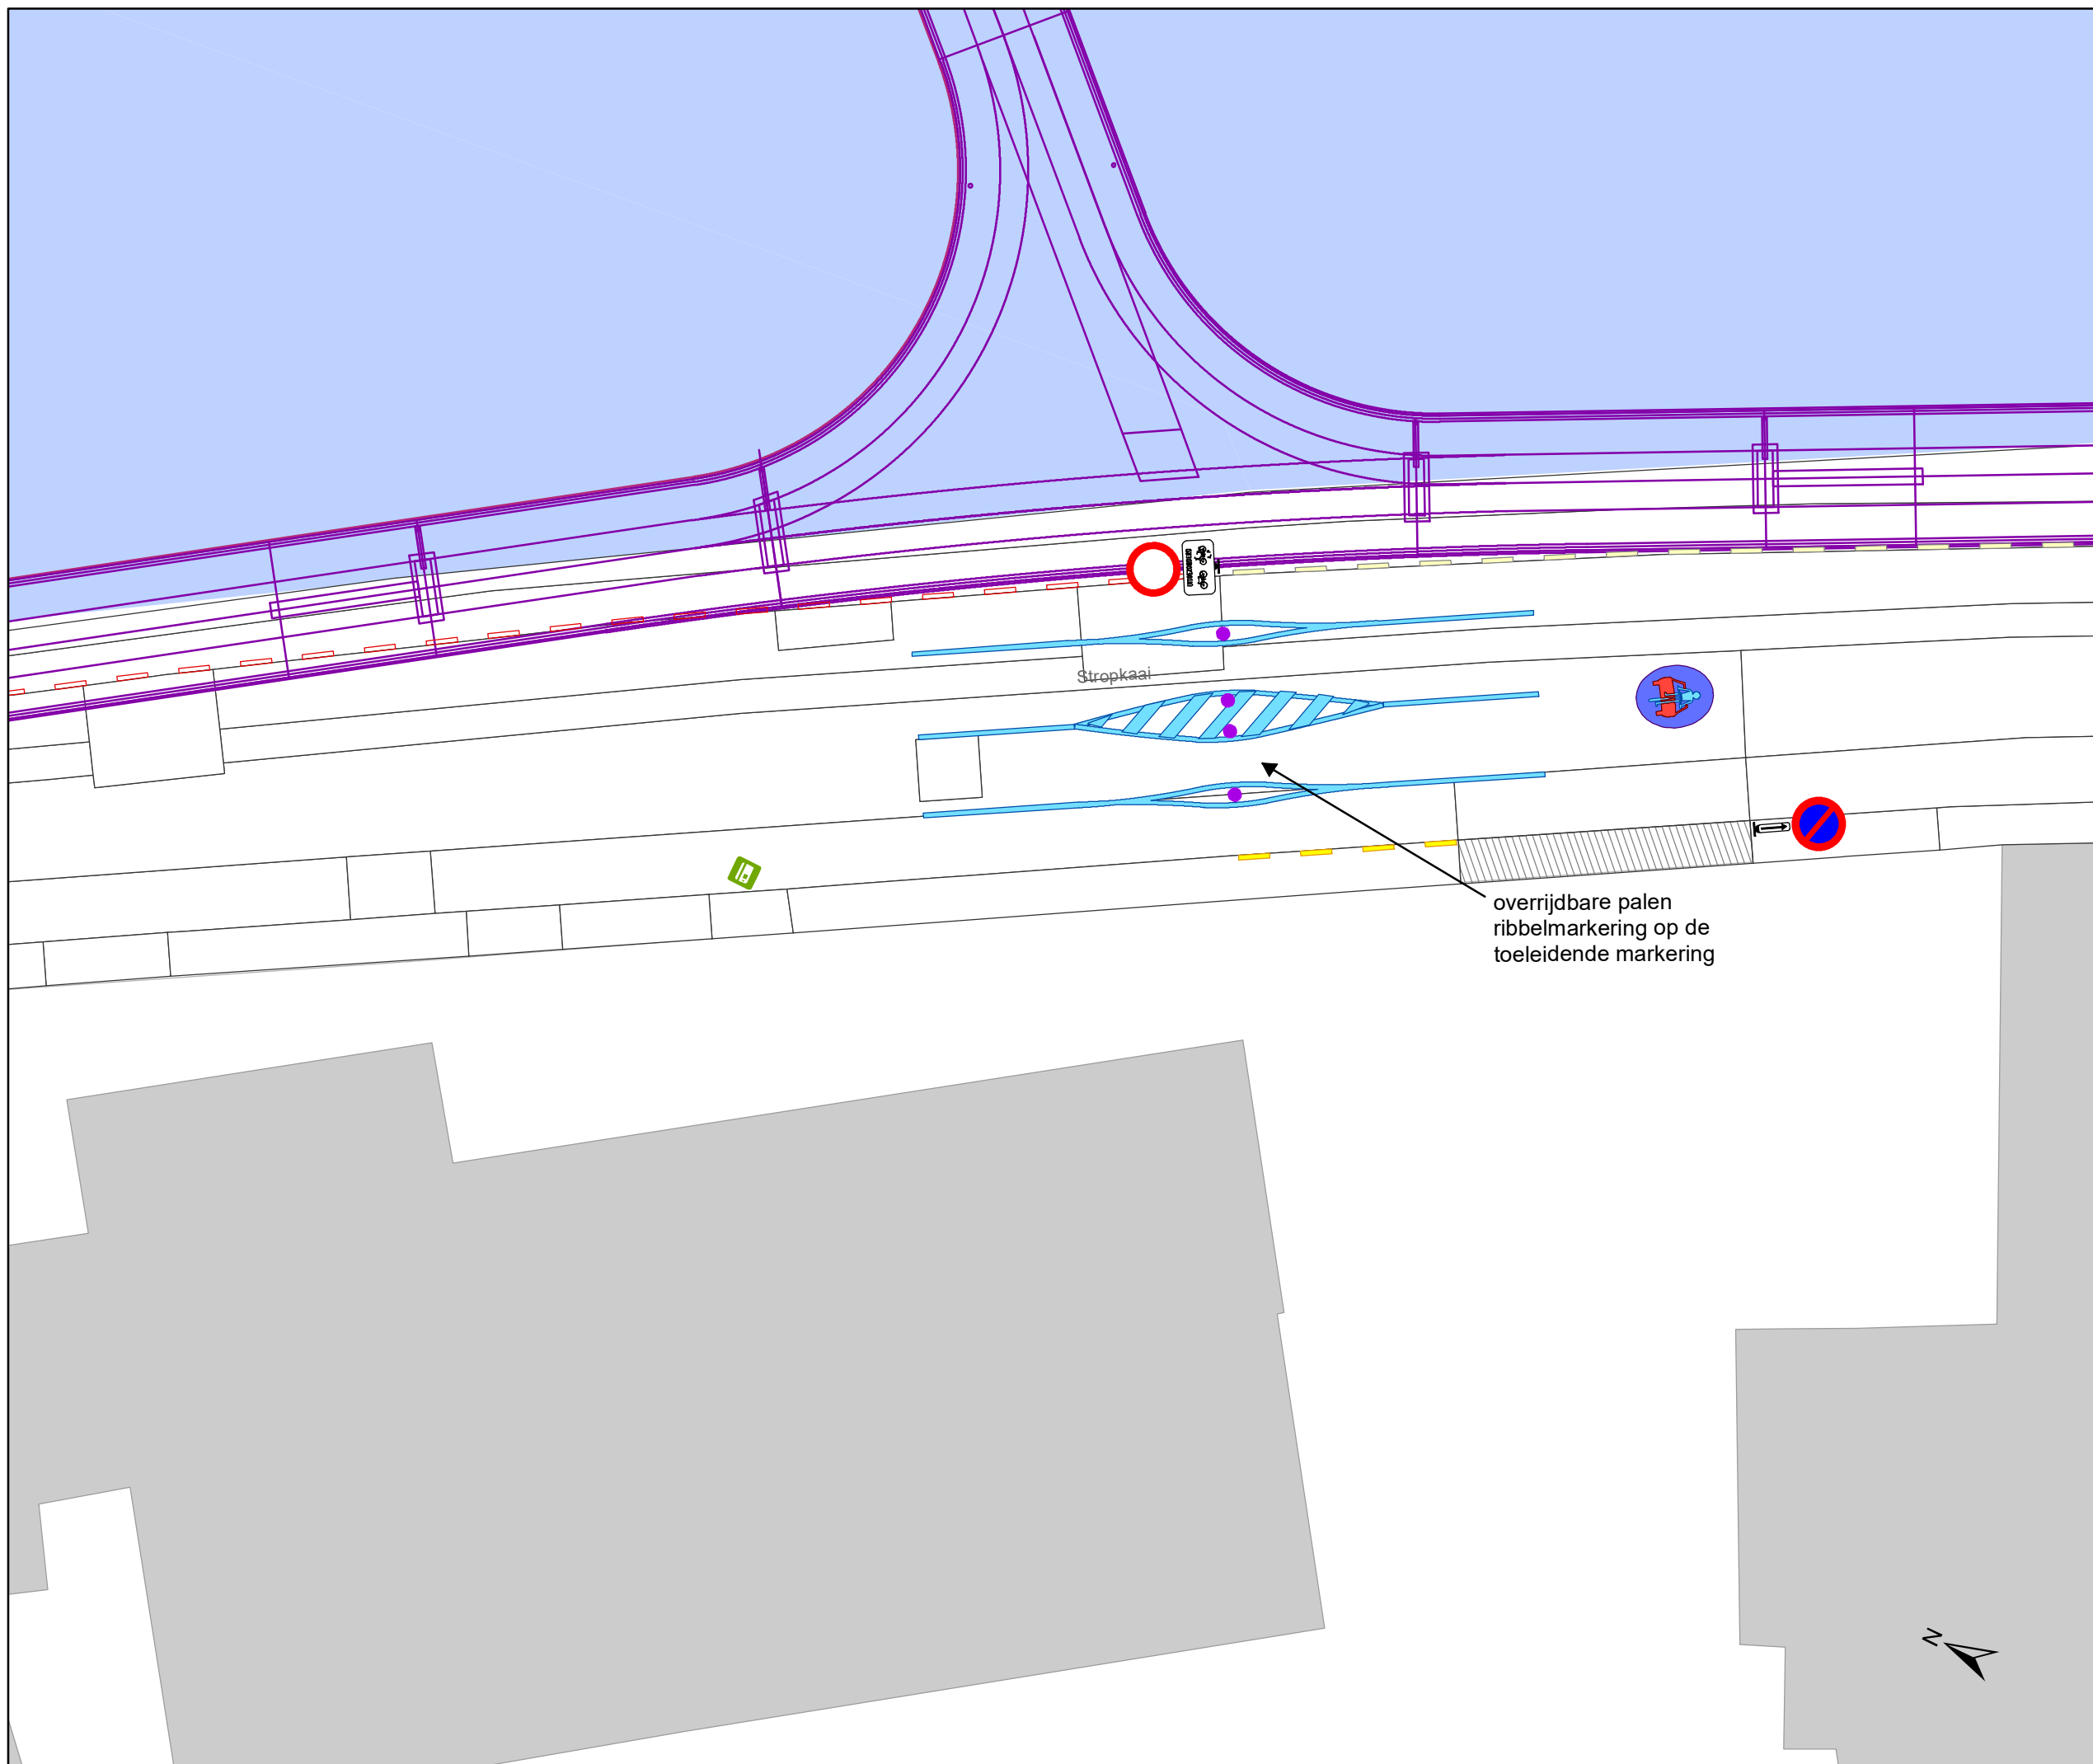 Stropkaai
overrijdbare palen
ribbelmarkering op de
toeleidende markering
N